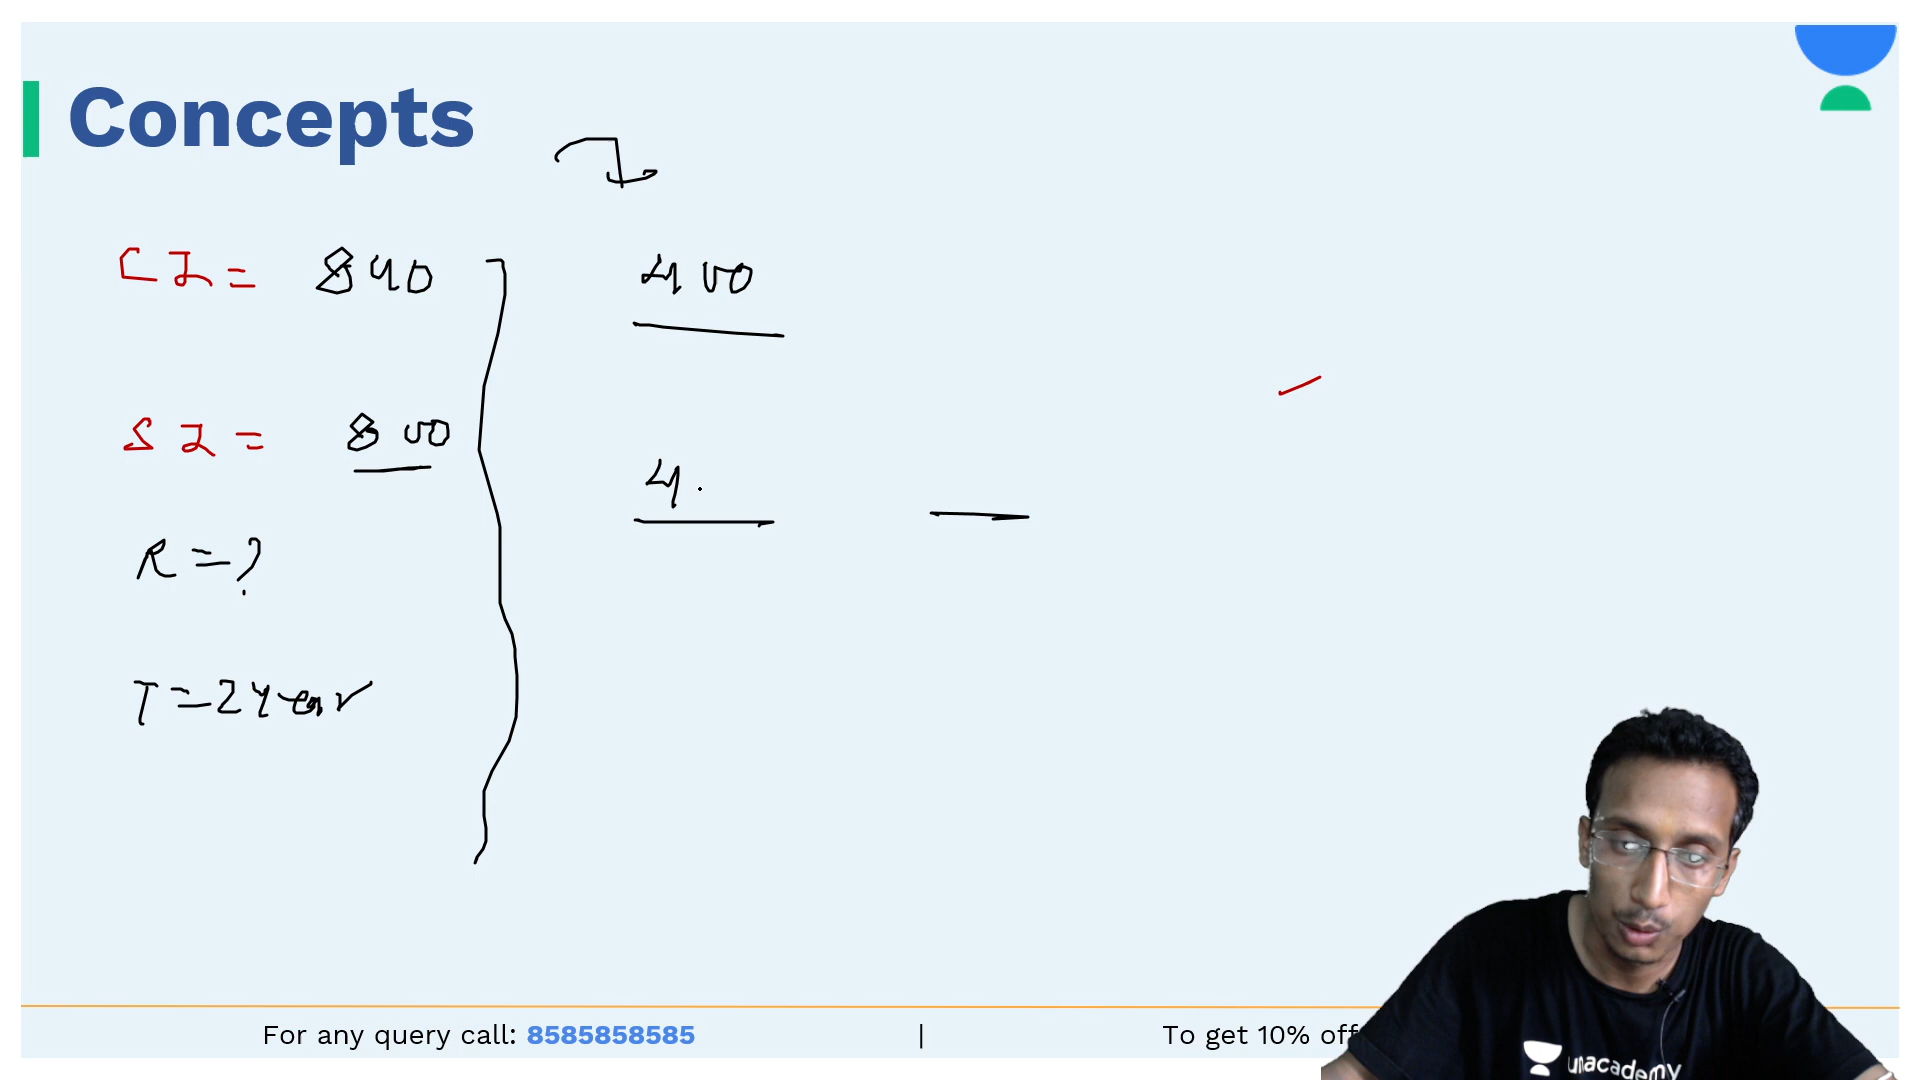 Concepts
CI = 840
400
SI = 800
4.
R = ?
T = 2 year
For any query call: 8585858585 | To get 10% off
unacademy